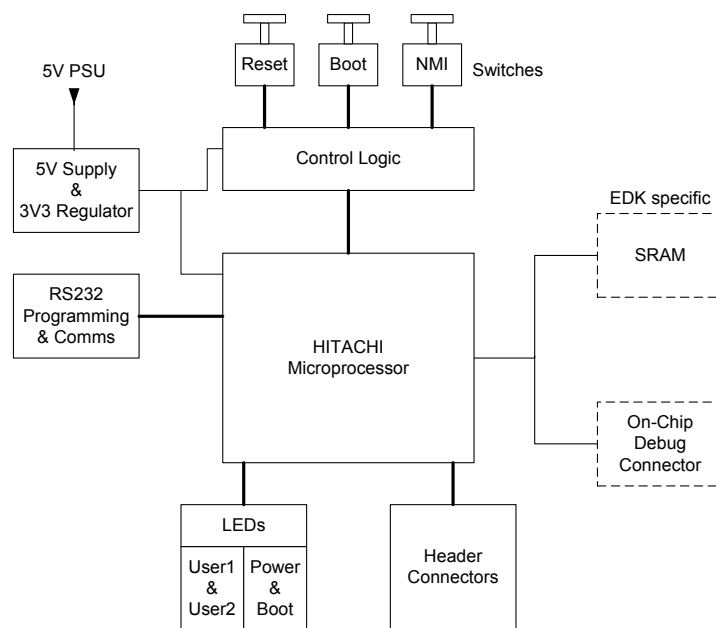 Reset
Boot
NMI
Switches
5V PSU
Control Logic
5V Supply
&
3V3 Regulator
EDK specific
SRAM
RS232
Programming
& Comms
HITACHI
Microprocessor
On-Chip
Debug
Connector
LEDs
User1
&
User2
Power
&
Boot
Header
Connectors